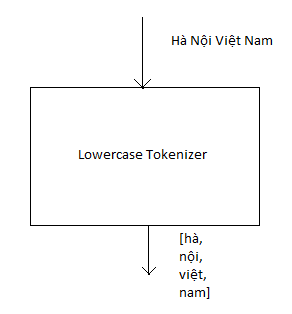 Hà Nội Việt Nam
Lowercase Tokenizer
[hà,
nội,
việt,
nam]